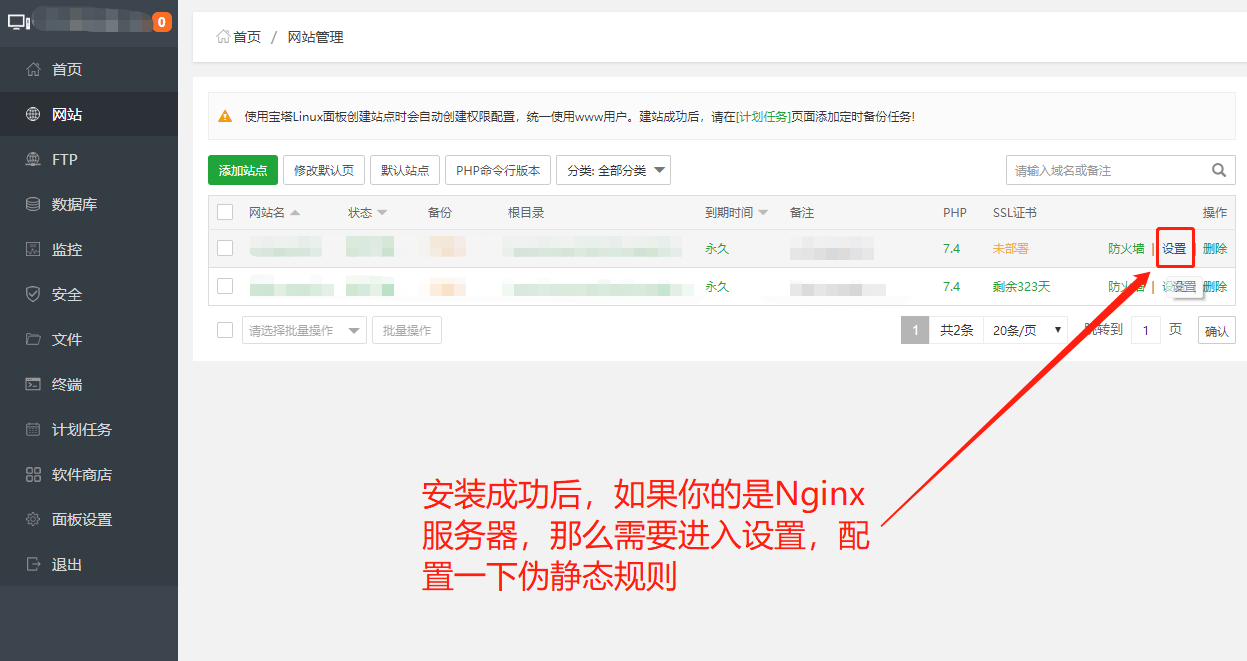 0
首页 / 网站管理
首页
网站
FTP
数据库
监控
安全
文件
终端
计划任务
软件商店
面板设置
退出
使用宝塔Linux面板创建站点时会自动创建权限配置，统一使用www用户。建站成功后，请在[计划任务]页面添加定时备份任务!
添加站点 修改默认页 默认站点 PHP命令行版本 分类: 全部分类 请输入域名或备注
网站名 状态 备份 根目录 到期时间 备注 PHP SSL证书 操作
永久 7.4 未部署 防火墙 | 设置 | 删除
永久 7.4 剩余323天 防火墙 | 设置 删除
请选择批量操作 批量操作 1 共2条 20条/页 跳转到 1 页 确认
安装成功后，如果你的是Nginx
服务器，那么需要进入设置，配
置一下伪静态规则